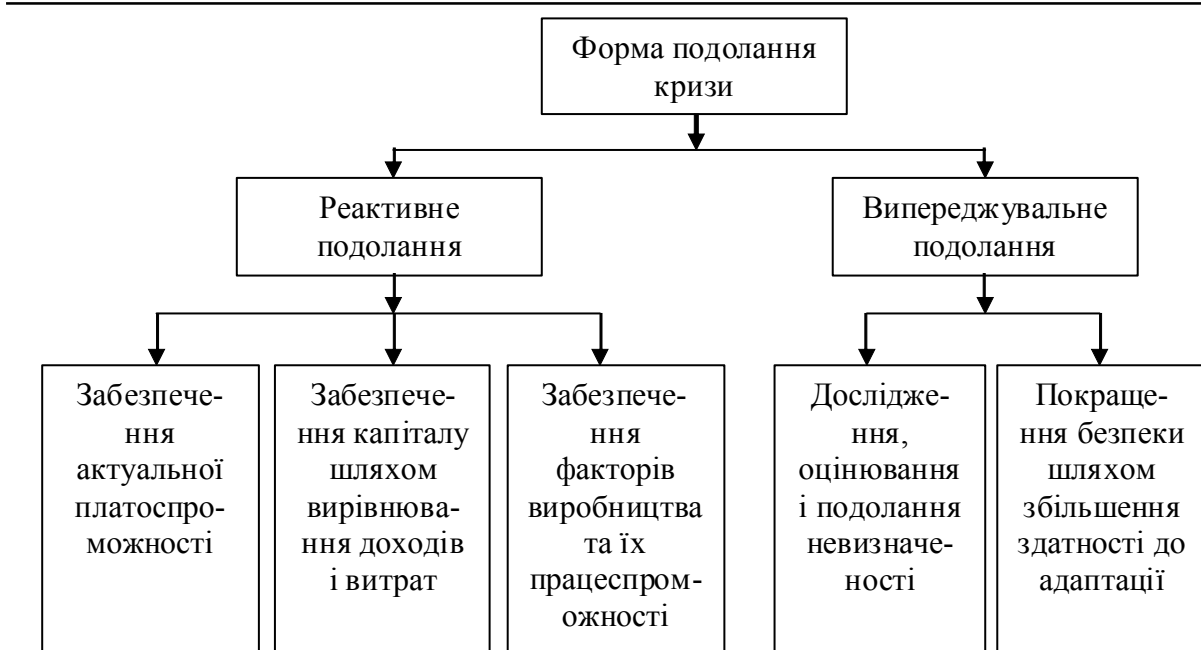 Форма подолання
кризи
Реактивне
подолання
Випереджувальне
подолання
Забезпече-
ння
актуальної
платоспро-
можності
Забезпече-
ння капіталу
шляхом
вирівнюва-
ння доходів
і витрат
Забезпече-
ння
факторів
виробництва
та їх
працеспром-
ожності
Дослідже-
ння,
оцінювання
і подолання
невизначе-
ності
Покраще-
ння безпеки
шляхом
збільшення
здатності до
адаптації